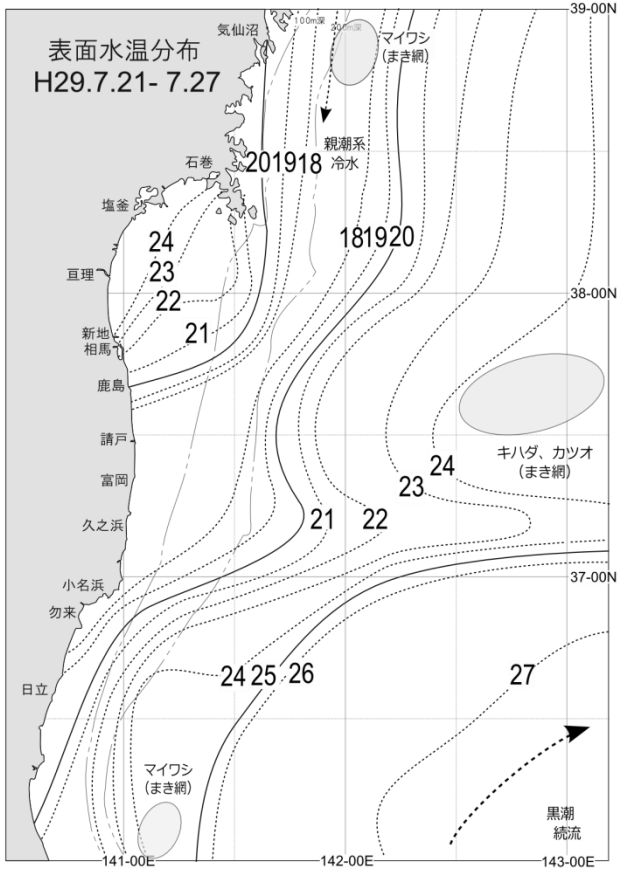 39-00N
気仙沼
100m深
200m深
表面水温分布
H29.7.21- 7.27
マイワシ
(まき網)
親潮系
冷水
石巻
20 19 18
塩釜
24
23
22
21
18 19 20
亘理
38-00N
新地
相馬
鹿島
請戸
富岡
久之浜
キハダ、カツオ
(まき網)
24
23
21
22
小名浜
37-00N
勿来
日立
24 25 26
27
マイワシ
(まき網)
黒潮
続流
141-00E
142-00E
143-00E